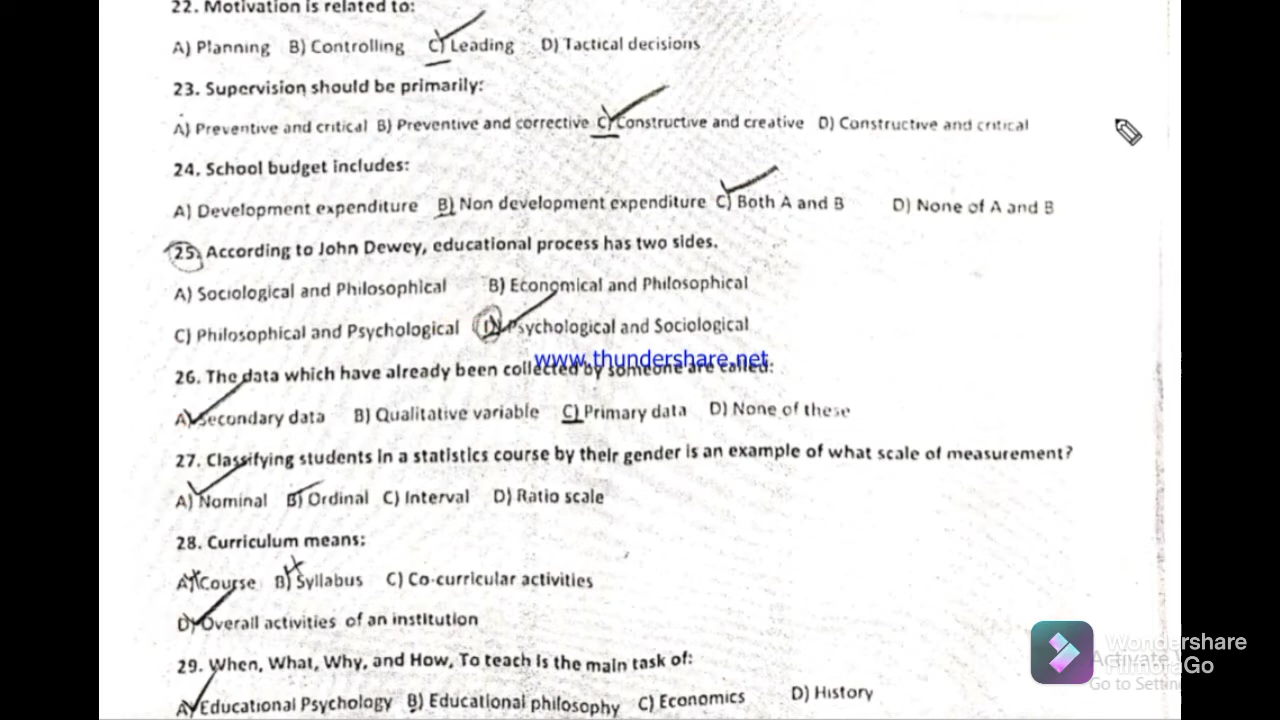 22. Motivation is related to:
A) Planning B) Controlling C) Leading D) Tactical decisions
23. Supervision should be primarily:
A) Preventive and critical B) Preventive and corrective C) Constructive and creative D) Constructive and critical
24. School budget includes:
A) Development expenditure B) Non development expenditure C) Both A and B D) None of A and B
25. According to John Dewey, educational process has two sides.
A) Sociological and Philosophical B) Economical and Philosophical
C) Philosophical and Psychological D) Psychological and Sociological
www.thundershare.net
26. The data which have already been collected by someone are called:
A) Secondary data B) Qualitative variable C) Primary data D) None of these
27. Classifying students in a statistics course by their gender is an example of what scale of measurement?
A) Nominal B) Ordinal C) Interval D) Ratio scale
28. Curriculum means:
A) Course B) Syllabus C) Co-curricular activities
D) Overall activities of an institution
Wondershare
FilmoraGo
Activate
Go to Settin
29. When, What, Why, and How, To teach is the main task of:
A) Educational Psychology B) Educational philosophy C) Economics D) History